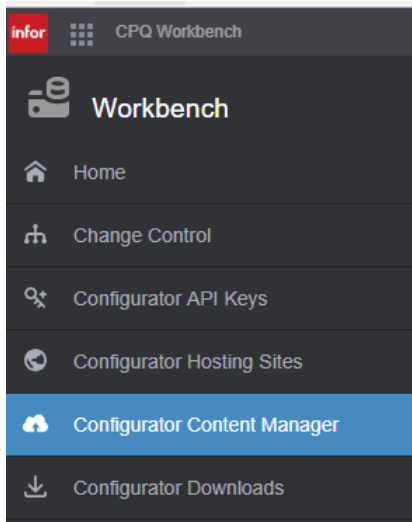 infor CPQ Workbench
Workbench
Home
Change Control
Configurator API Keys
Configurator Hosting Sites
Configurator Content Manager
Configurator Downloads